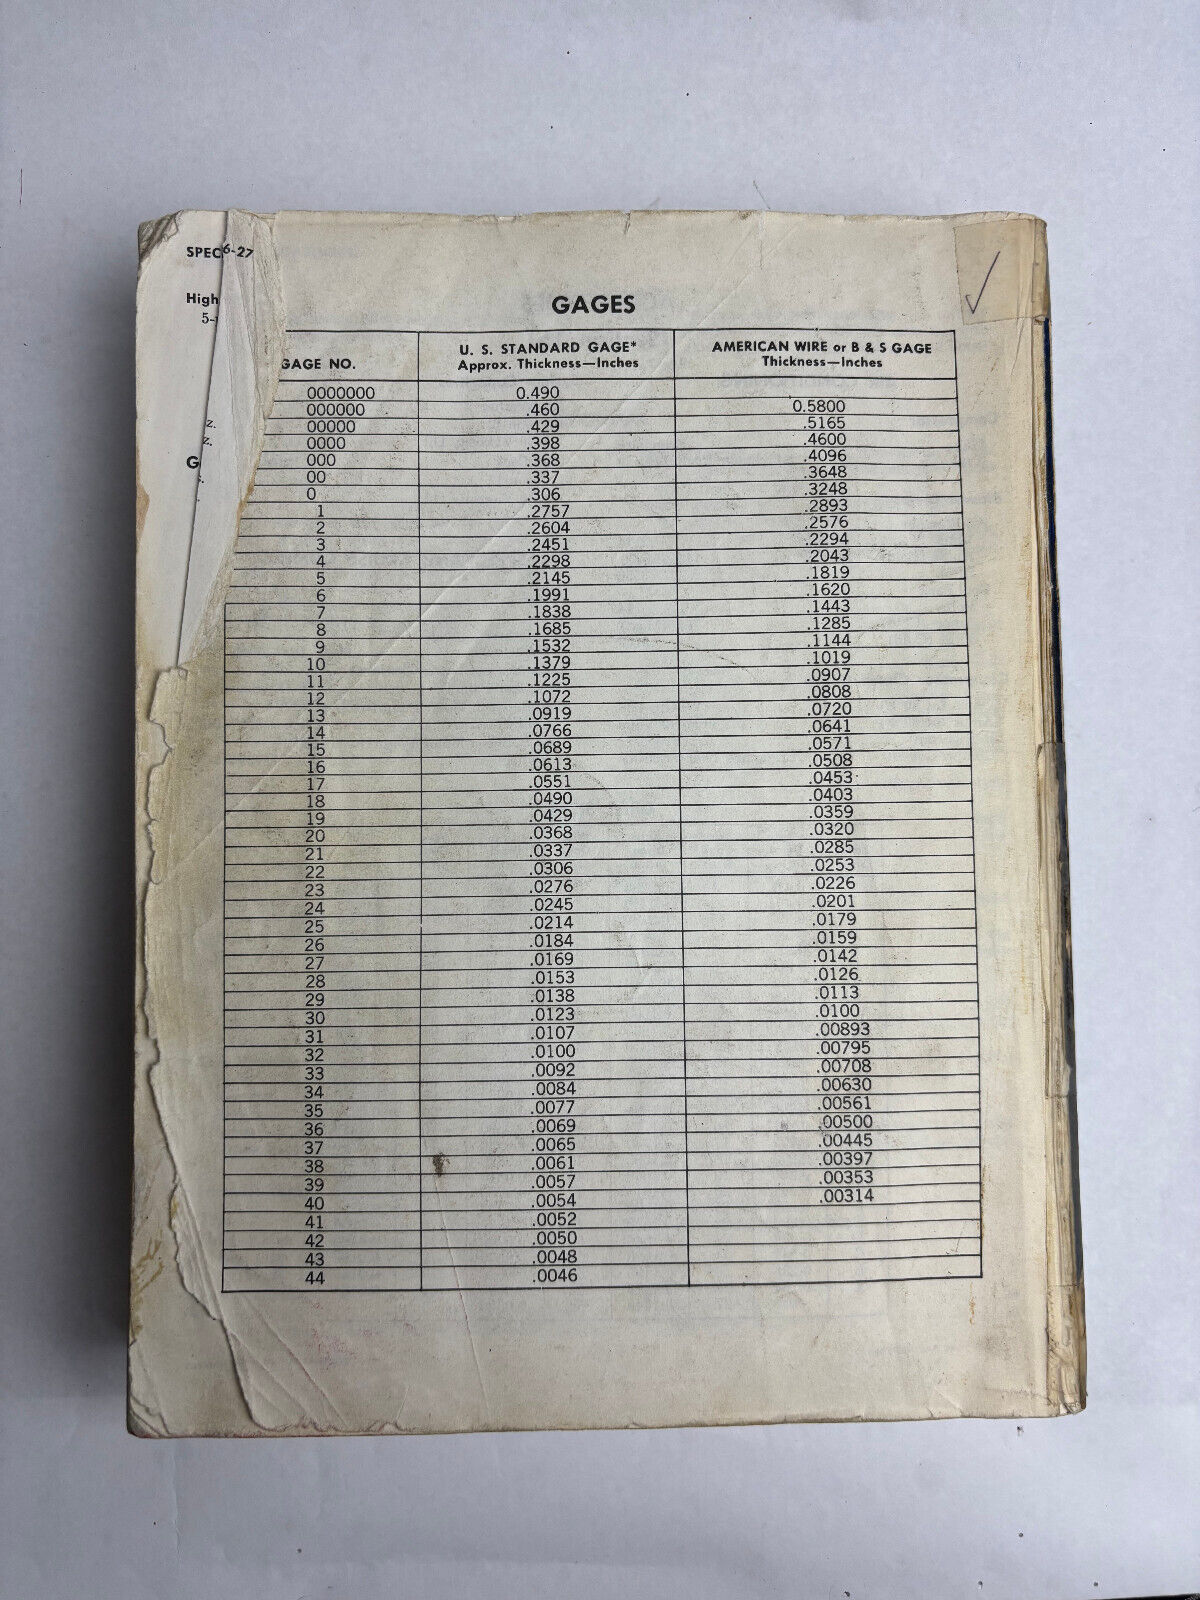 SPEC 6-27
High
5-
z.
z.
G
GAGES
GAGE NO. U. S. STANDARD GAGE* Approx. Thickness—Inches AMERICAN WIRE or B & S GAGE Thickness—Inches
0000000 0.490
000000 .460 0.5800
00000 .429 .5165
0000 .398 .4600
000 .368 .4096
00 .337 .3648
0 .306 .3248
1 .2757 .2893
2 .2604 .2576
3 .2451 .2294
4 .2298 .2043
5 .2145 .1819
6 .1991 .1620
7 .1838 .1443
8 .1685 .1285
9 .1532 .1144
10 .1379 .1019
11 .1225 .0907
12 .1072 .0808
13 .0919 .0720
14 .0766 .0641
15 .0689 .0571
16 .0613 .0508
17 .0551 .0453
18 .0490 .0403
19 .0429 .0359
20 .0368 .0320
21 .0337 .0285
22 .0306 .0253
23 .0276 .0226
24 .0245 .0201
25 .0214 .0179
26 .0184 .0159
27 .0169 .0142
28 .0153 .0126
29 .0138 .0113
30 .0123 .0100
31 .0107 .00893
32 .0100 .00795
33 .0092 .00708
34 .0084 .00630
35 .0077 .00561
36 .0069 .00500
37 .0065 .00445
38 .0061 .00397
39 .0057 .00353
40 .0054 .00314
41 .0052
42 .0050
43 .0048
44 .0046